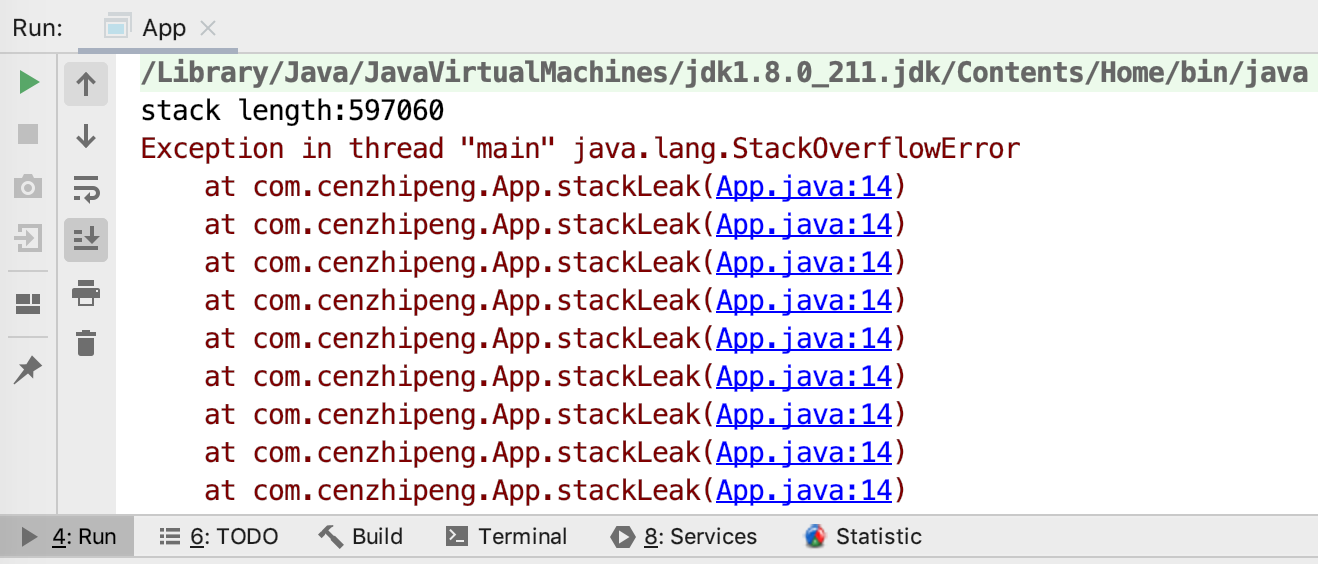 Run: App
/Library/Java/JavaVirtualMachines/jdk1.8.0_211.jdk/Contents/Home/bin/java
stack length:597060
Exception in thread "main" java.lang.StackOverflowError
at com.cenzhipeng.App.stackLeak(App.java:14)
at com.cenzhipeng.App.stackLeak(App.java:14)
at com.cenzhipeng.App.stackLeak(App.java:14)
at com.cenzhipeng.App.stackLeak(App.java:14)
at com.cenzhipeng.App.stackLeak(App.java:14)
at com.cenzhipeng.App.stackLeak(App.java:14)
at com.cenzhipeng.App.stackLeak(App.java:14)
at com.cenzhipeng.App.stackLeak(App.java:14)
at com.cenzhipeng.App.stackLeak(App.java:14)
4: Run 6: TODO Build Terminal 8: Services Statistic